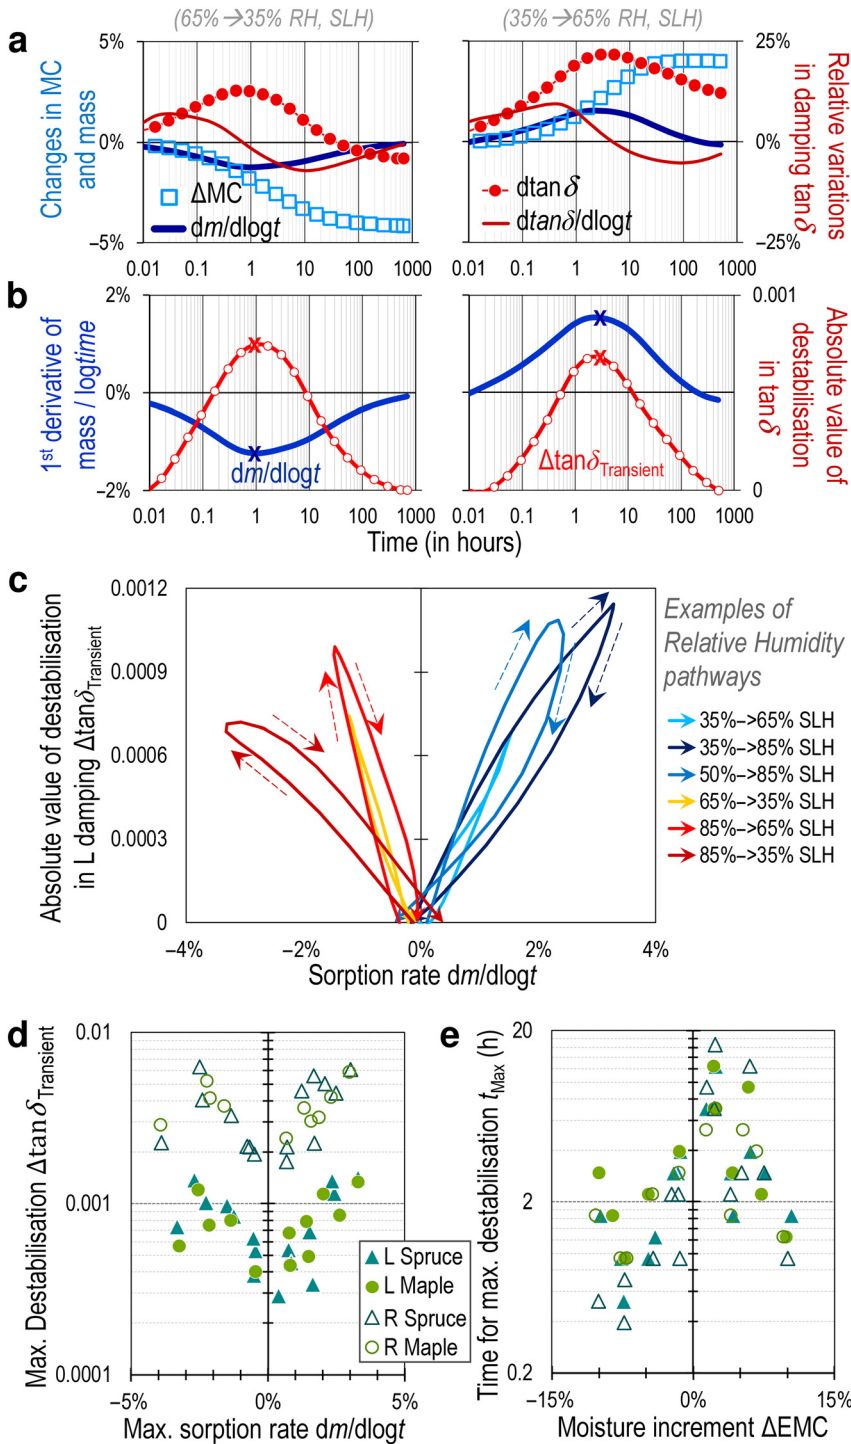 (65%→35% RH, SLH)
(35%→65% RH, SLH)
a
Changes in MC
and mass
5%
0%
−5%
ΔMC
dm/dlogt
0.01 0.1 1 10 100 1000
dtanδ
dtanδ/dlogt
0.01 0.1 1 10 100 1000
25%
0%
−25%
Relative variations
in damping tanδ
b
1st derivative of
mass / logtime
2%
0%
−2%
X
X
dm/dlogt
0.01 0.1 1 10 100 1000
X
X
ΔtanδTransient
0.01 0.1 1 10 100 1000
0.001
0
Absolute value of
destabilisation
in tanδ
Time (in hours)
c
Absolute value of destabilisation
in L damping ΔtanδTransient
0.0012
0.0009
0.0006
0.0003
0
−4% −2% 0% 2% 4%
Sorption rate dm/dlogt
Examples of
Relative Humidity
pathways
35%−>65% SLH
35%−>85% SLH
50%−>85% SLH
65%−>35% SLH
85%−>65% SLH
85%−>35% SLH
d
Max. Destabilisation ΔtanδTransient
0.01
0.001
0.0001
L Spruce
L Maple
R Spruce
R Maple
−5% 0% 5%
Max. sorption rate dm/dlogt
e
Time for max. destabilisation tMax (h)
20
2
0.2
−15% 0% 15%
Moisture increment ΔEMC